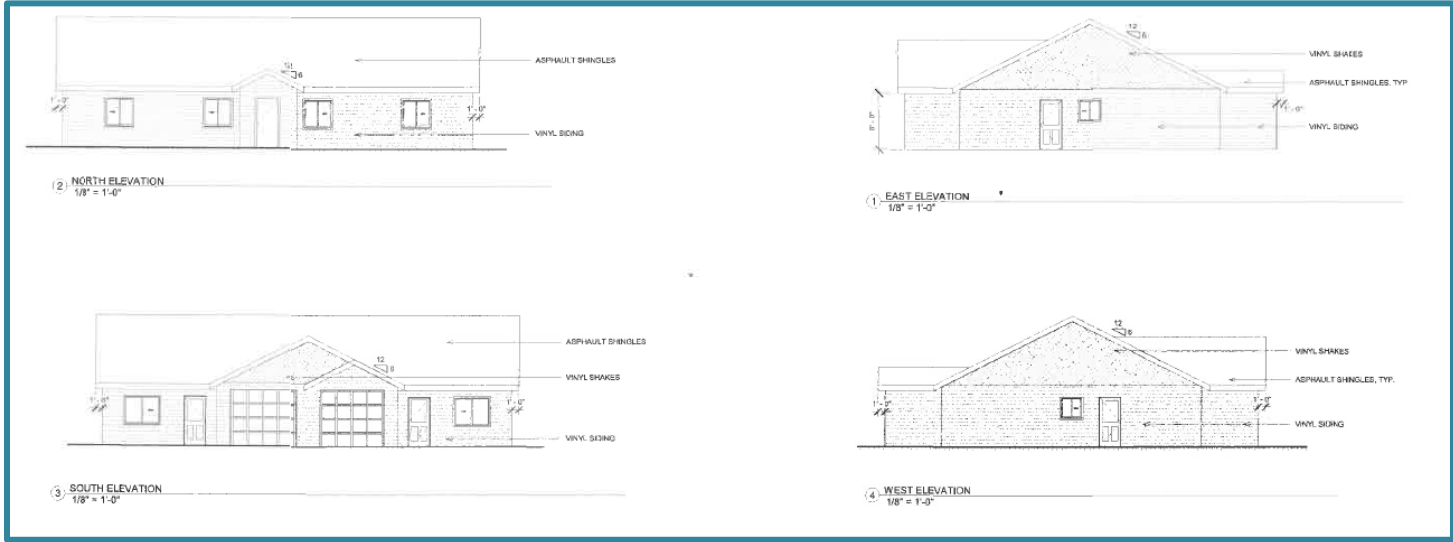 12
6
ASPHAULT SHINGLES
1'-0"
1'-0"
VINYL SIDING
2 NORTH ELEVATION
1/8" = 1'-0"
12
6
VINYL SHAKES
ASPHAULT SHINGLES, TYP
1'-0"
VINYL SIDING
1 EAST ELEVATION
1/8" = 1'-0"
ASPHAULT SHINGLES
12
VINYL SHAKES
1'-0"
1'-0"
VINYL SIDING
3 SOUTH ELEVATION
1/8" = 1'-0"
12
VINYL SHAKES
ASPHAULT SHINGLES, TYP.
1'-0"
1'-0"
VINYL SIDING
4 WEST ELEVATION
1/8" = 1'-0"